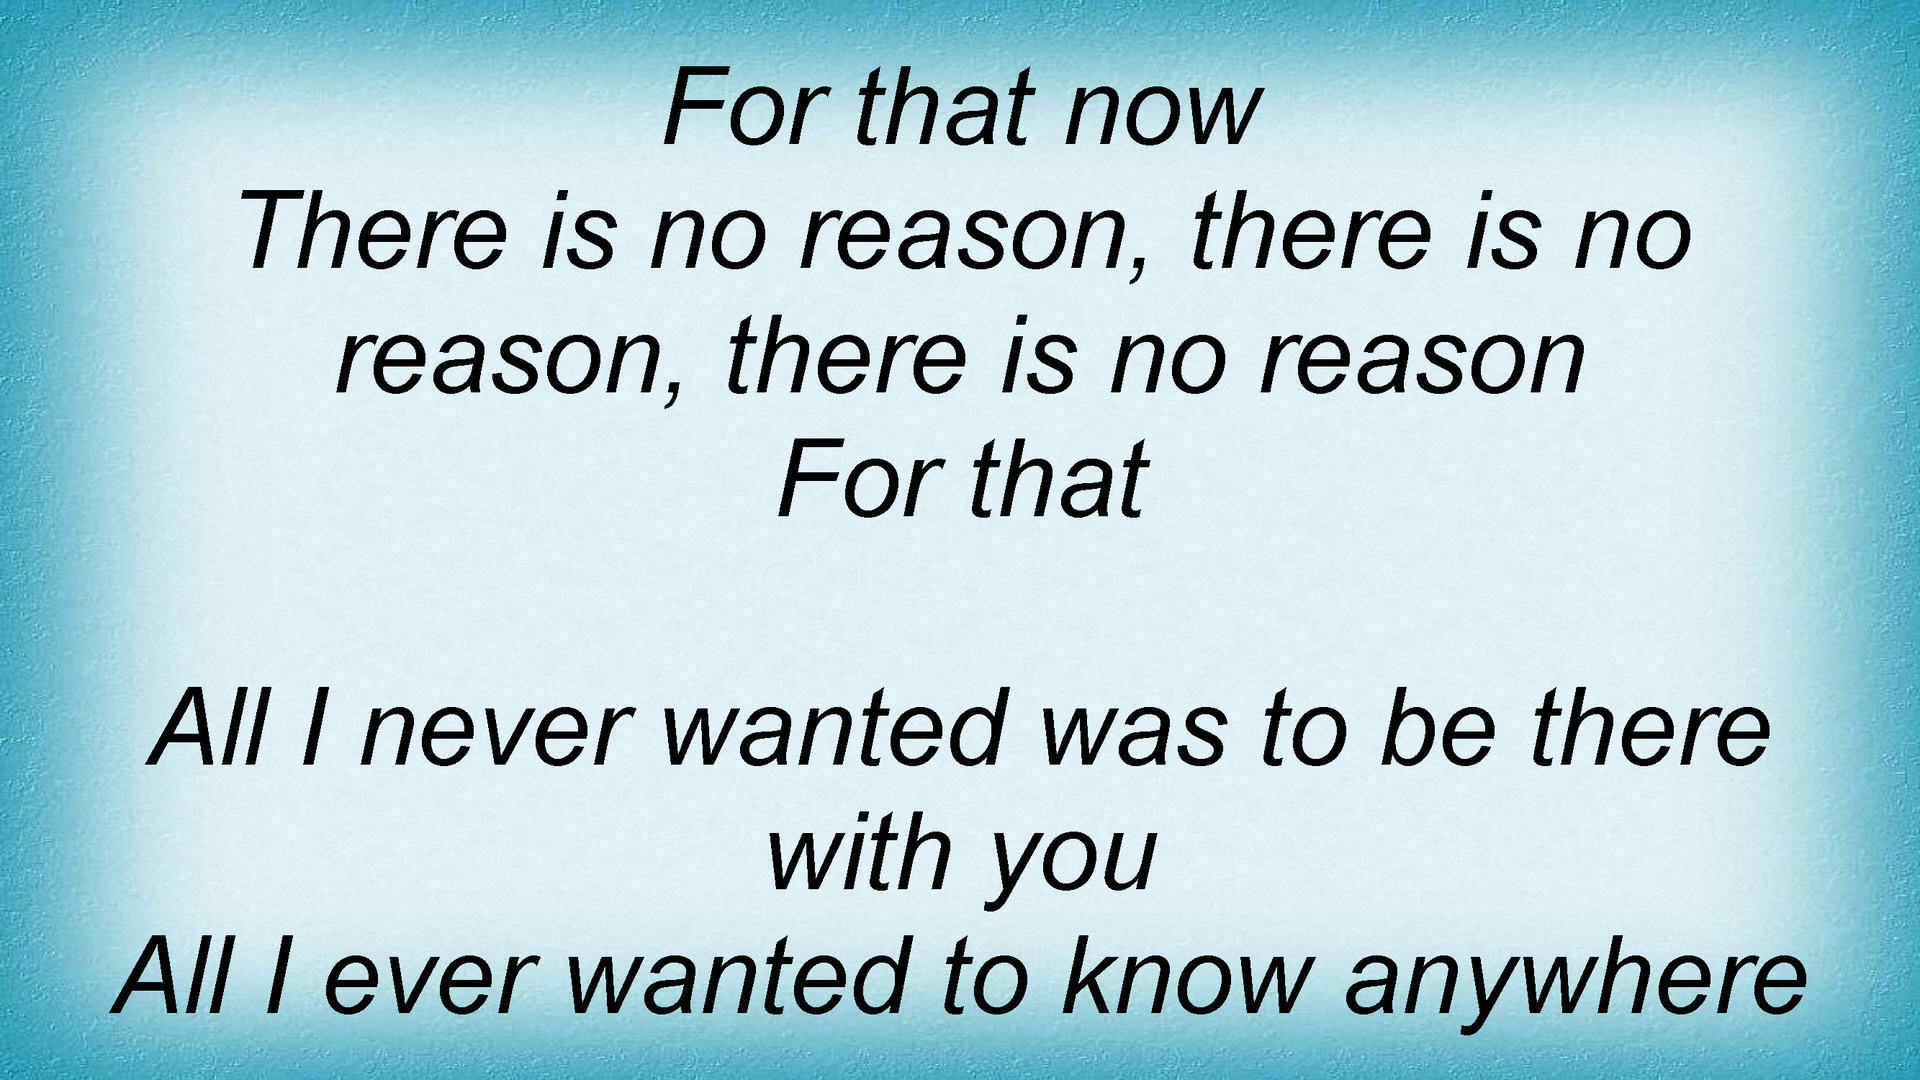 For that now
There is no reason, there is no
reason, there is no reason
For that
All I never wanted was to be there
with you
All I ever wanted to know anywhere